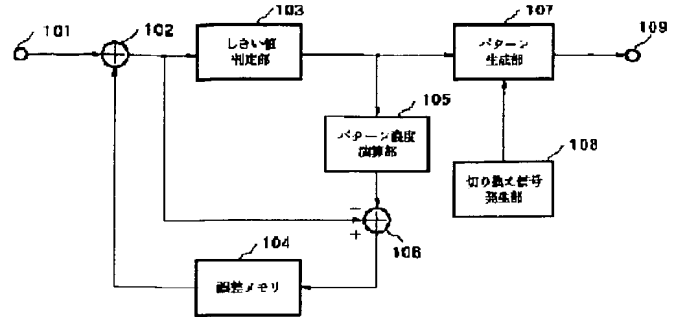 101
102
103
しきい値
判定部
107
パターン
生成部
109
105
パターン濃度
演算部
108
切り換え信号
発生部
−
+
106
104
誤差メモリ